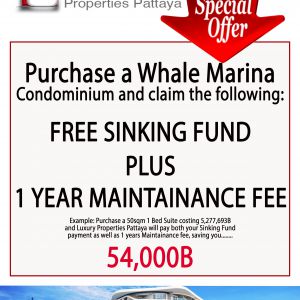 Properties Pattaya
Special
Offer
Purchase a Whale Marina
Condominium and claim the following:
FREE SINKING FUND
PLUS
1 YEAR MAINTAINANCE FEE
Example: Purchase a 50sqm 1 Bed Suite costing 5,277,693B
and Luxury Properties Pattaya will pay both your Sinking Fund
payment as well as 1 years Maintainance fee, saving you........
54,000B